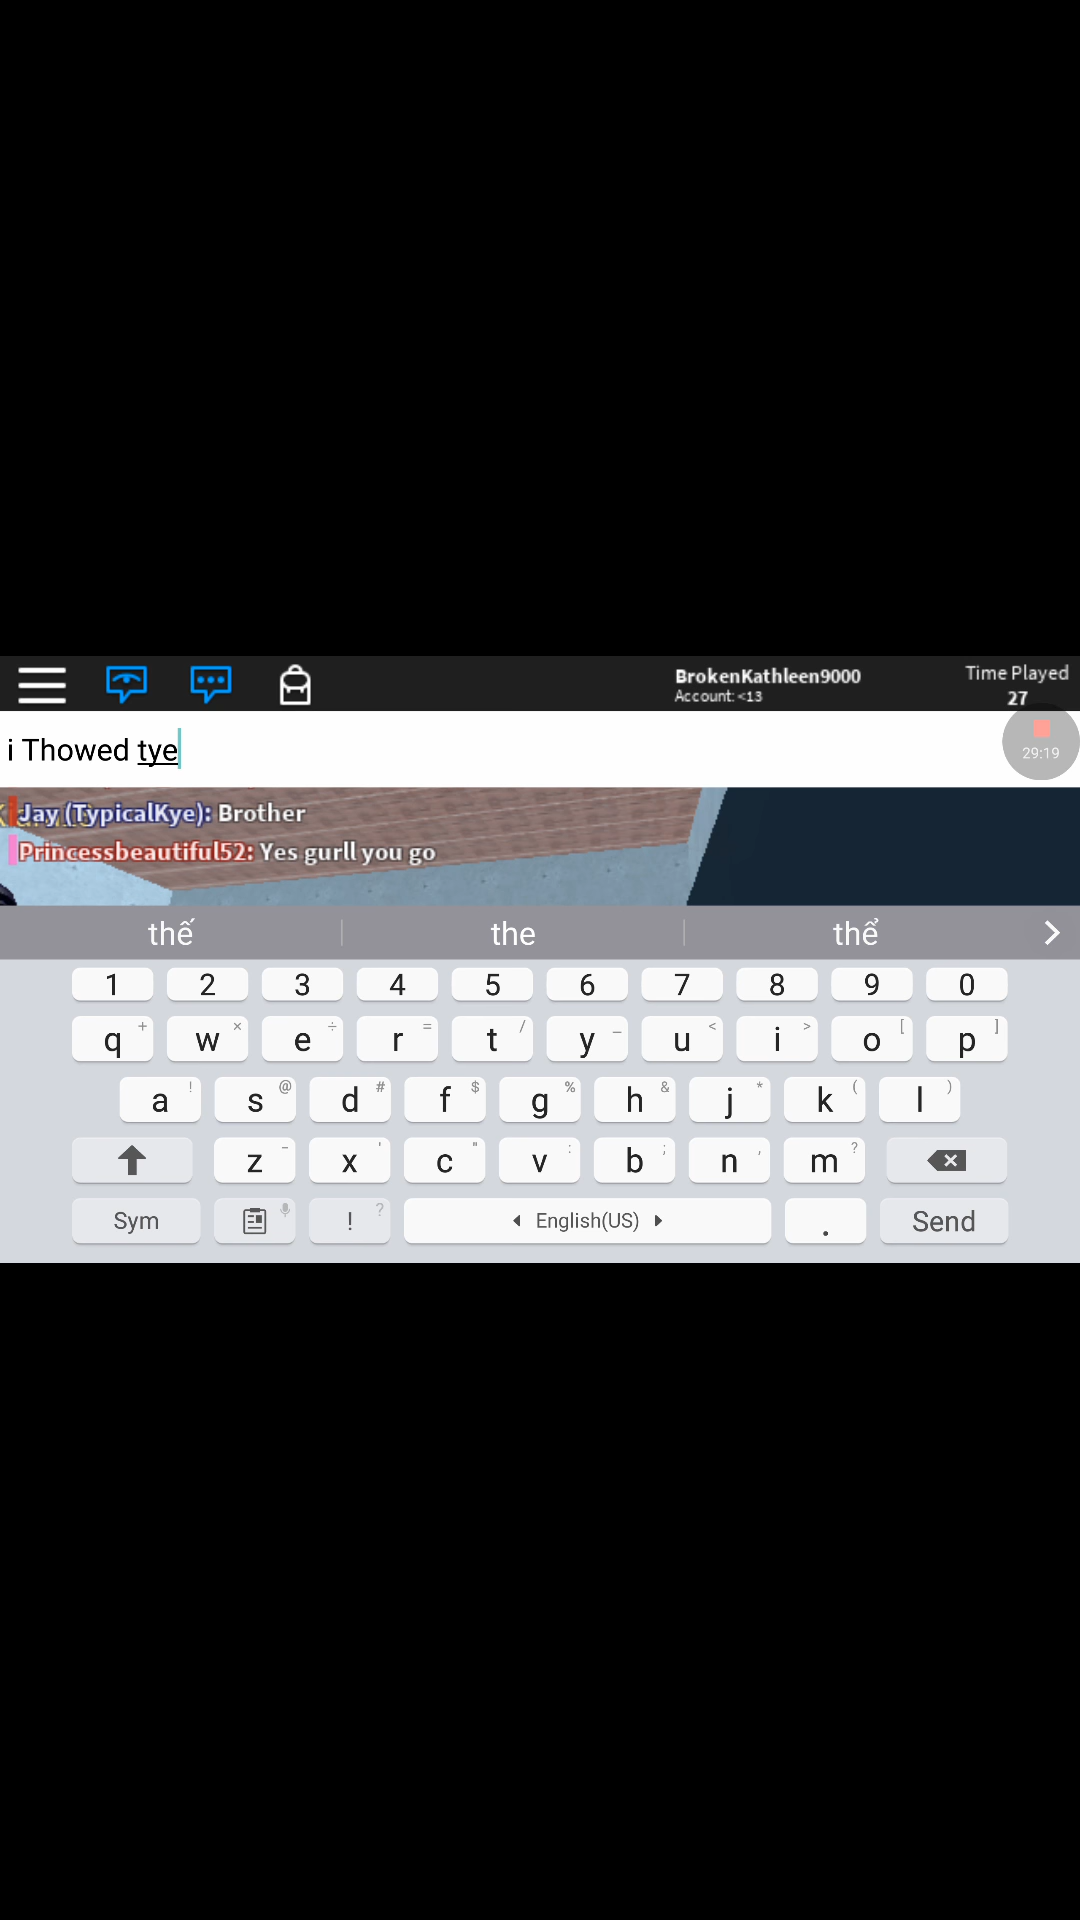 BrokenKathleen9000
Account: <13
Time Played
27
i Thowed tye
29:19
Jay (TypicalKye): Brother
Princessbeautiful52: Yes gurll you go
thế the thể
1 2 3 4 5 6 7 8 9 0
q + w × e ÷ r = t / y _ u < i > o [ p ]
a ! s @ d # f $ g % h & j * k ( l )
z - x ' c " v : b ; n , m ?
Sym ! ? English(US) . Send